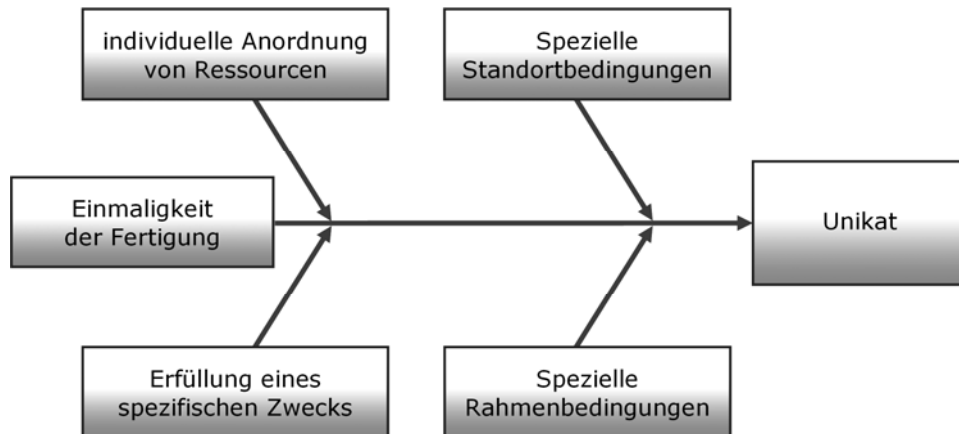 individuelle Anordnung
von Ressourcen
Spezielle
Standortbedingungen
Einmaligkeit
der Fertigung
Unikat
Erfüllung eines
spezifischen Zwecks
Spezielle
Rahmenbedingungen